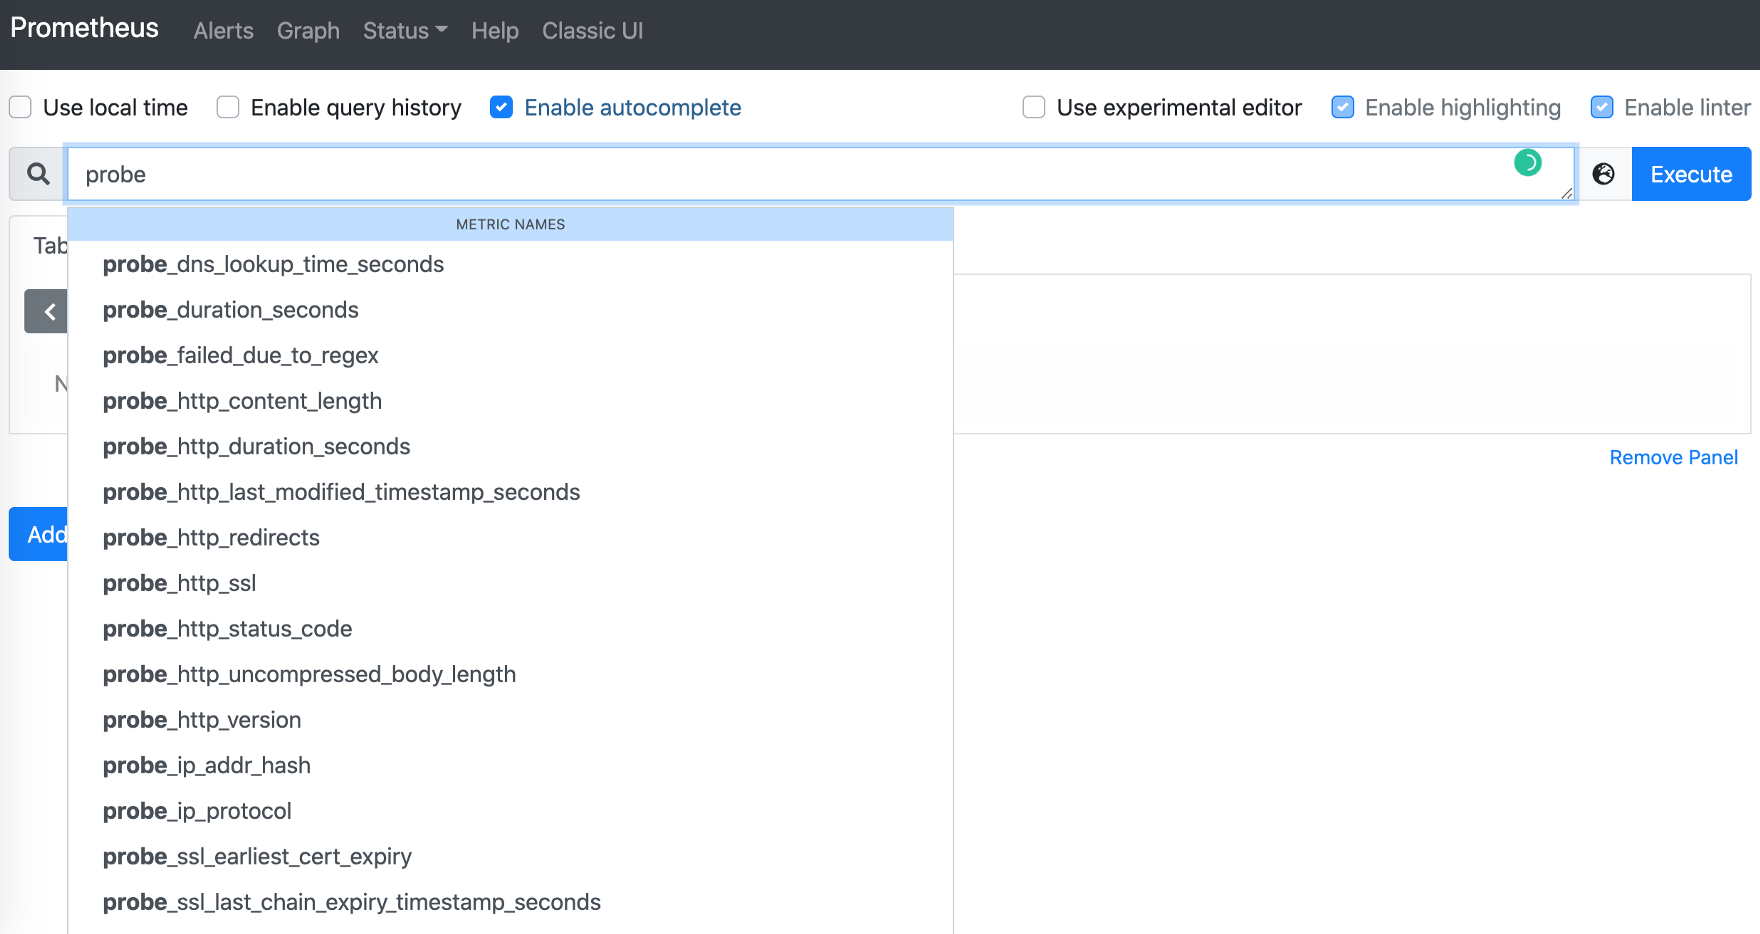 Prometheus Alerts Graph Status Help Classic UI
Use local time Enable query history Enable autocomplete Use experimental editor Enable highlighting Enable linter
probe Execute
METRIC NAMES
Tab
probe_dns_lookup_time_seconds
probe_duration_seconds
probe_failed_due_to_regex
N
probe_http_content_length
probe_http_duration_seconds
Remove Panel
probe_http_last_modified_timestamp_seconds
Add
probe_http_redirects
probe_http_ssl
probe_http_status_code
probe_http_uncompressed_body_length
probe_http_version
probe_ip_addr_hash
probe_ip_protocol
probe_ssl_earliest_cert_expiry
probe_ssl_last_chain_expiry_timestamp_seconds